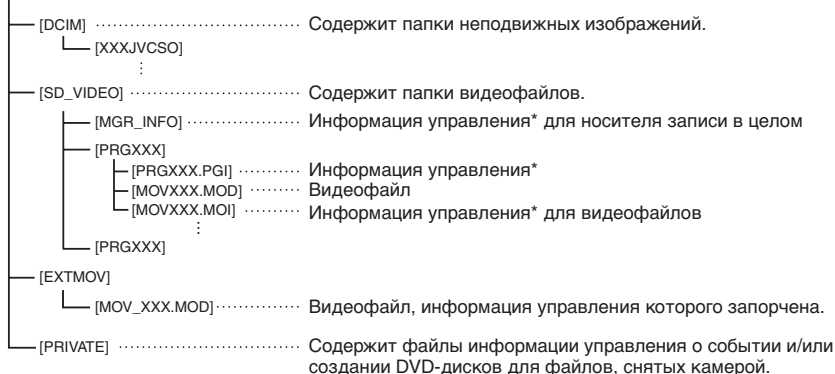 [DCIM] Содержит папки неподвижных изображений.
[XXXJVCSO]
[SD_VIDEO] Содержит папки видеофайлов.
[MGR_INFO] Информация управления* для носителя записи в целом
[PRGXXX]
[PRGXXX.PGI] Информация управления*
[MOVXXX.MOD] Видеофайл
[MOVXXX.MOI] Информация управления* для видеофайлов
[PRGXXX]
[EXTMOV]
[MOV_XXX.MOD] Видеофайл, информация управления которого запорчена.
[PRIVATE] Содержит файлы информации управления о событии и/или
создании DVD-дисков для файлов, снятых камерой.